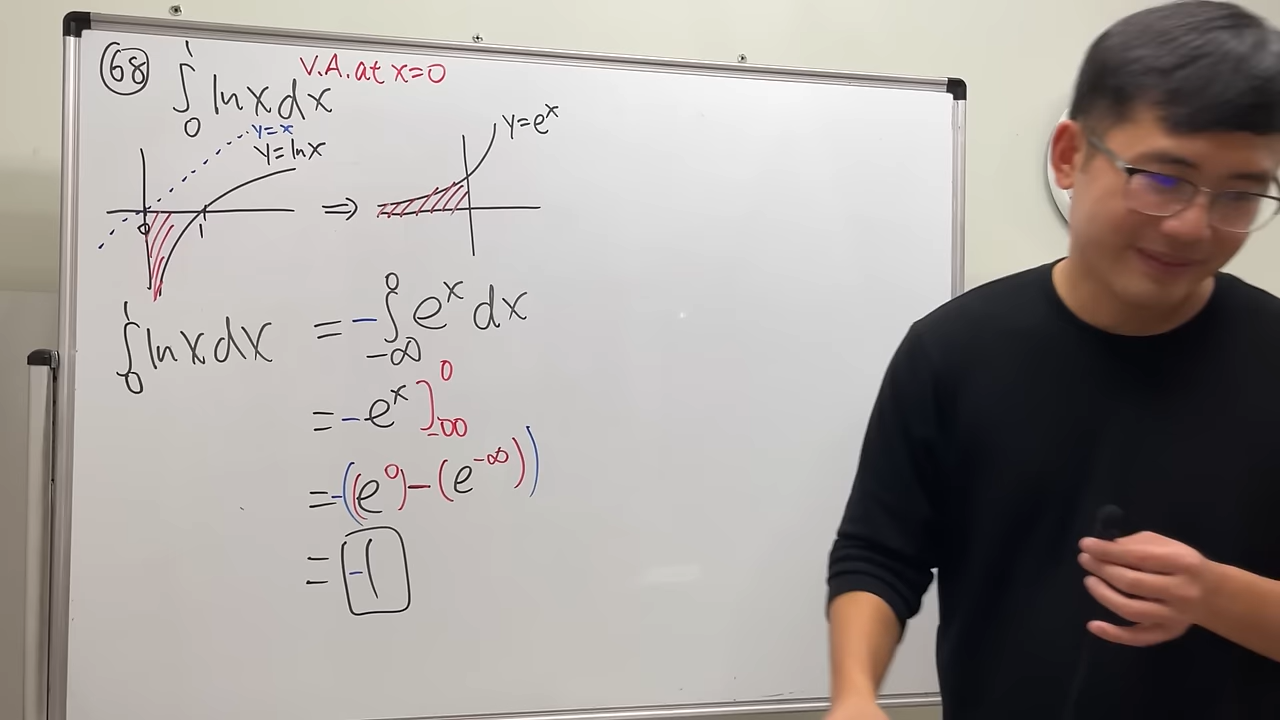 68 ∫₀¹ ln x dx V.A. at x=0
y=x
y=ln x
y=eˣ
0 1
⇒
∫₀¹ ln x dx = -∫₋∞⁰ eˣ dx
= -eˣ]₋∞⁰
= -((e⁰)-(e^-∞))
= -1